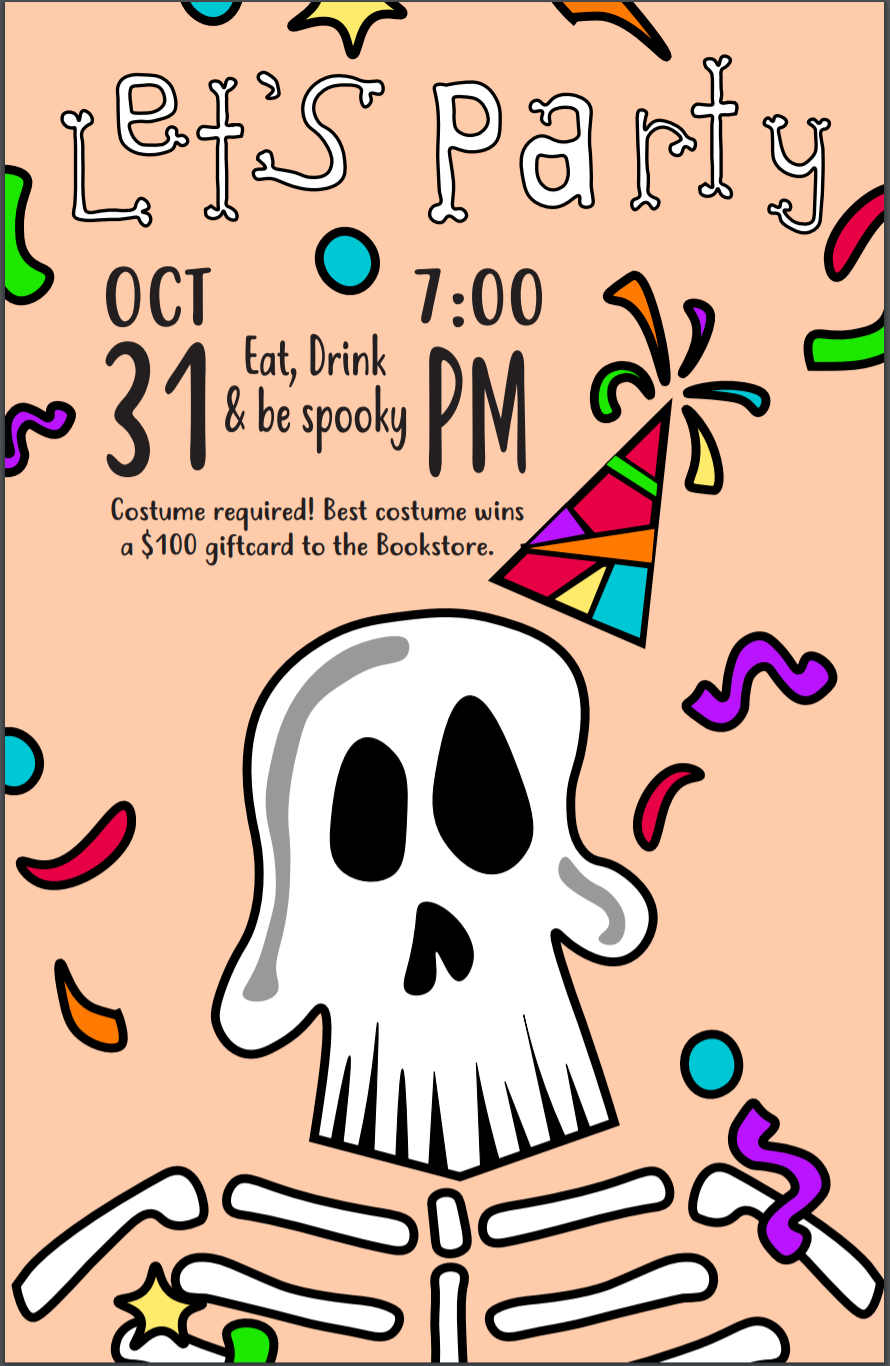 Let's Party
OCT
31
Eat, Drink
& be spooky
7:00
PM
Costume required! Best costume wins
a $100 giftcard to the Bookstore.